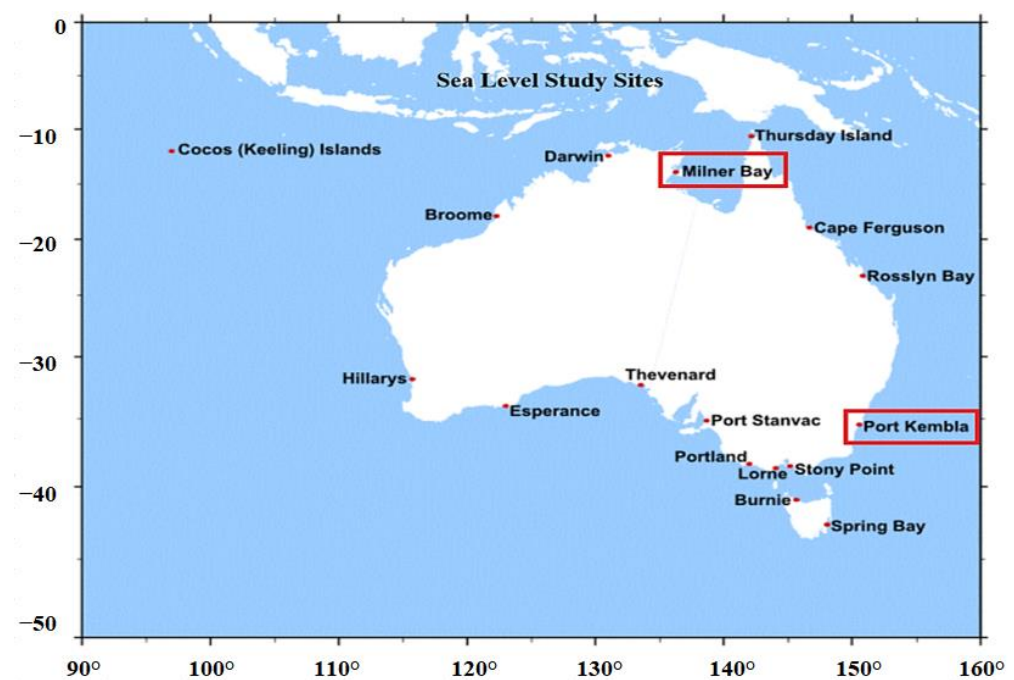 0
Sea Level Study Sites
−10
Thursday Island
Cocos (Keeling) Islands
Darwin
Milner Bay
Broome
Cape Ferguson
−20
Rosslyn Bay
−30
Thevenard
Hillarys
Esperance
Port Stanvac
Port Kembla
Portland
Lorne
Stony Point
−40
Burnie
Spring Bay
−50
90° 100° 110° 120° 130° 140° 150° 160°